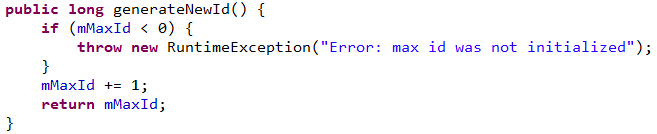 public long generateNewId() {
    if (mMaxId < 0) {
        throw new RuntimeException("Error: max id was not initialized");
    }
    mMaxId += 1;
    return mMaxId;
}